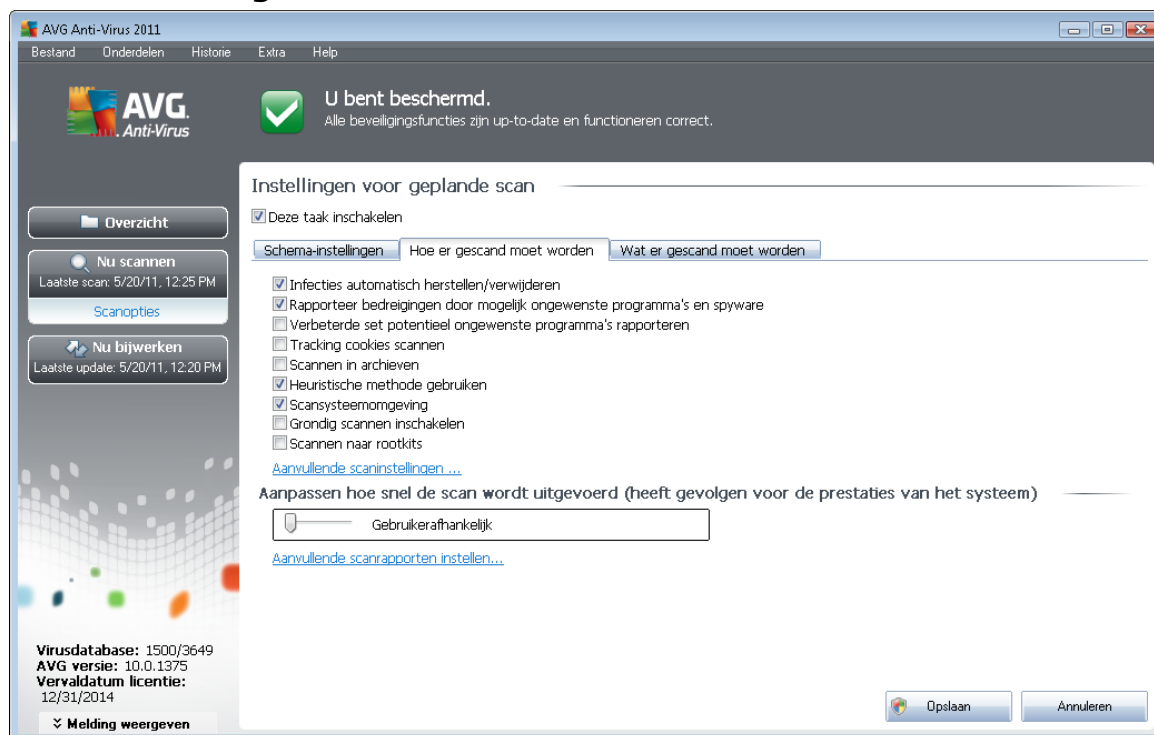 AVG Anti-Virus 2011
Bestand Onderdelen Historie Extra Help
AVG.
Anti-Virus
U bent beschermd.
Alle beveiligingsfuncties zijn up-to-date en functioneren correct.
Overzicht
Nu scannen
Laatste scan: 5/20/11, 12:25 PM
Scanopties
Nu bijwerken
Laatste update: 5/20/11, 12:20 PM
Virusdatabase: 1500/3649
AVG versie: 10.0.1375
Vervaldatum licentie:
12/31/2014
Melding weergeven
Instellingen voor geplande scan
Deze taak inschakelen
Schema-instellingen Hoe er gescand moet worden Wat er gescand moet worden
Infecties automatisch herstellen/verwijderen
Rapporteer bedreigingen door mogelijk ongewenste programma's en spyware
Verbeterde set potentieel ongewenste programma's rapporteren
Tracking cookies scannen
Scannen in archieven
Heuristische methode gebruiken
Scansysteemomgeving
Grondig scannen inschakelen
Scannen naar rootkits
Aanvullende scaninstellingen ...
Aanpassen hoe snel de scan wordt uitgevoerd (heeft gevolgen voor de prestaties van het systeem)
Gebruikerafhankelijk
Aanvullende scanrapporten instellen...
Opslaan Annuleren